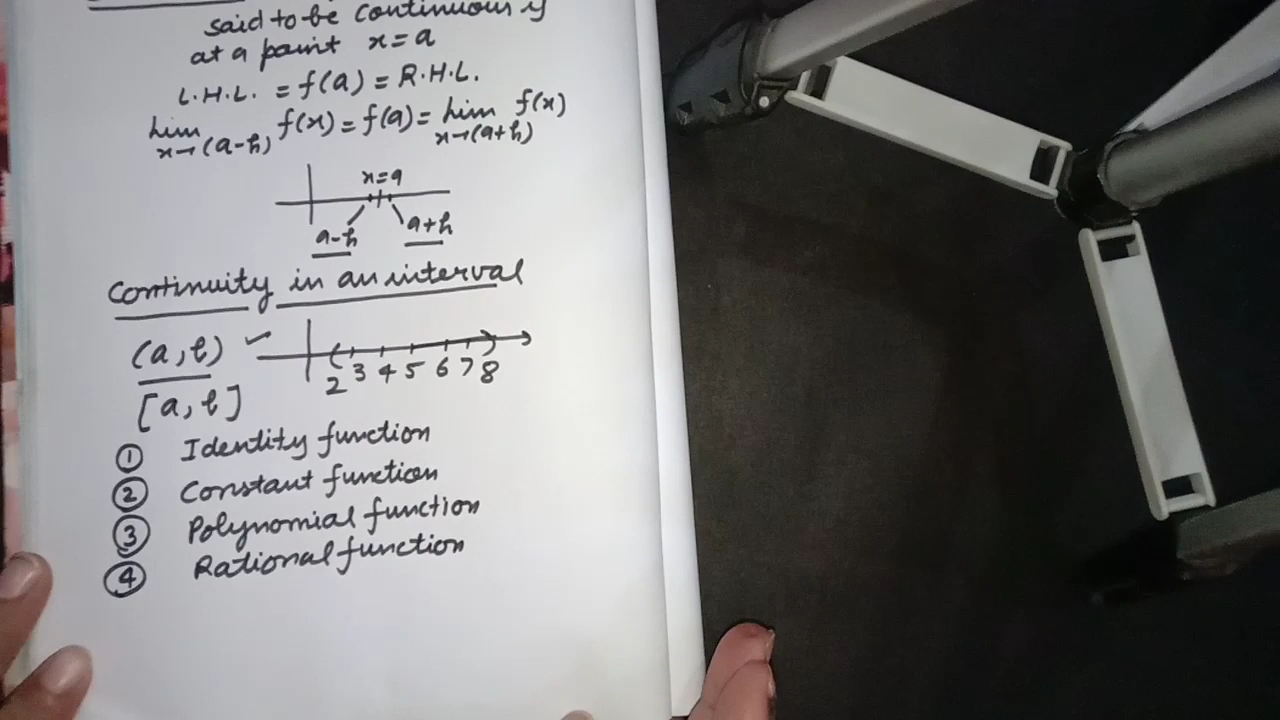 said to be continuous if
at a point x=a
L.H.L. = f(a) = R.H.L.
lim x→(a-h) f(x) = f(a) = lim x→(a+h) f(x)
x=a
a-h a+h
Continuity in an interval
(a,b) ✓
2 3 4 5 6 7 8
[a,b]
① Identity function
② Constant function
③ Polynomial function
④ Rational function